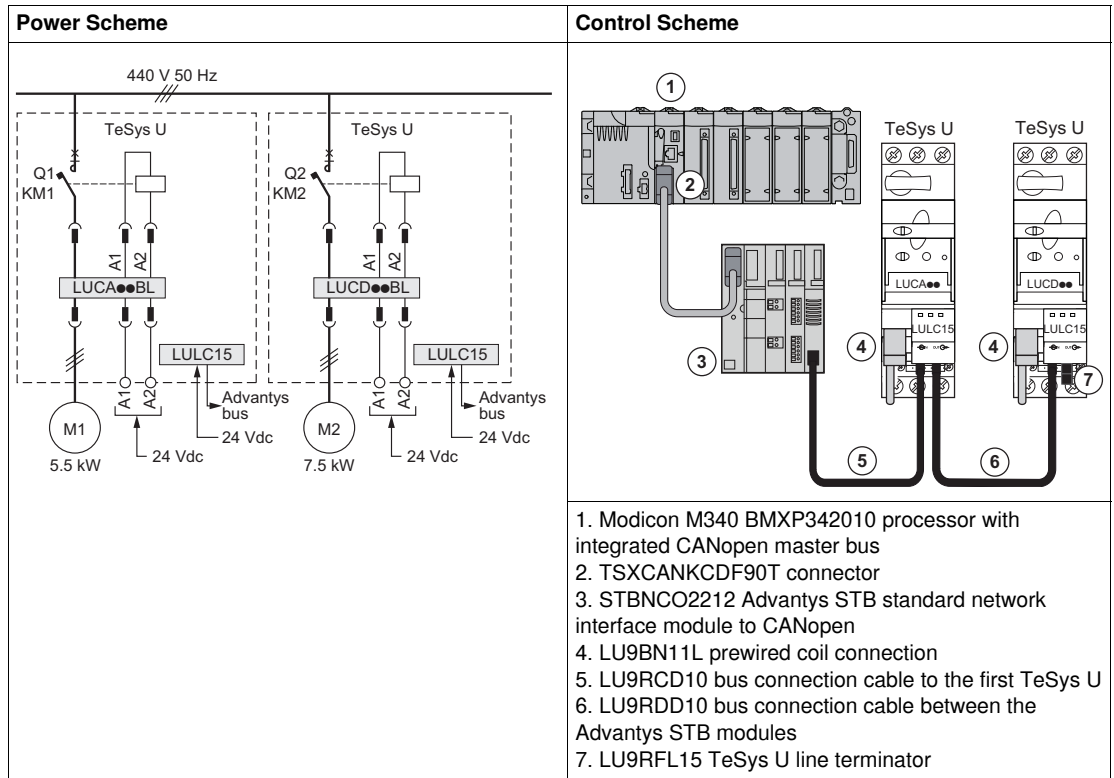 Power Scheme
Control Scheme
440 V 50 Hz
TeSys U
TeSys U
Q1
KM1
Q2
KM2
A1
A2
A1
A2
LUCA●●BL
LUCD●●BL
LULC15
LULC15
A1
A2
Advantys
bus
24 Vdc
24 Vdc
M1
5.5 kW
A1
A2
Advantys
bus
24 Vdc
24 Vdc
M2
7.5 kW
1
2
3
TeSys U
TeSys U
LUCA●●
LUCD●●
LULC15
LULC15
4
4
7
5
6
1. Modicon M340 BMXP342010 processor with
integrated CANopen master bus
2. TSXCANKCDF90T connector
3. STBNCO2212 Advantys STB standard network
interface module to CANopen
4. LU9BN11L prewired coil connection
5. LU9RCD10 bus connection cable to the first TeSys U
6. LU9RDD10 bus connection cable between the
Advantys STB modules
7. LU9RFL15 TeSys U line terminator